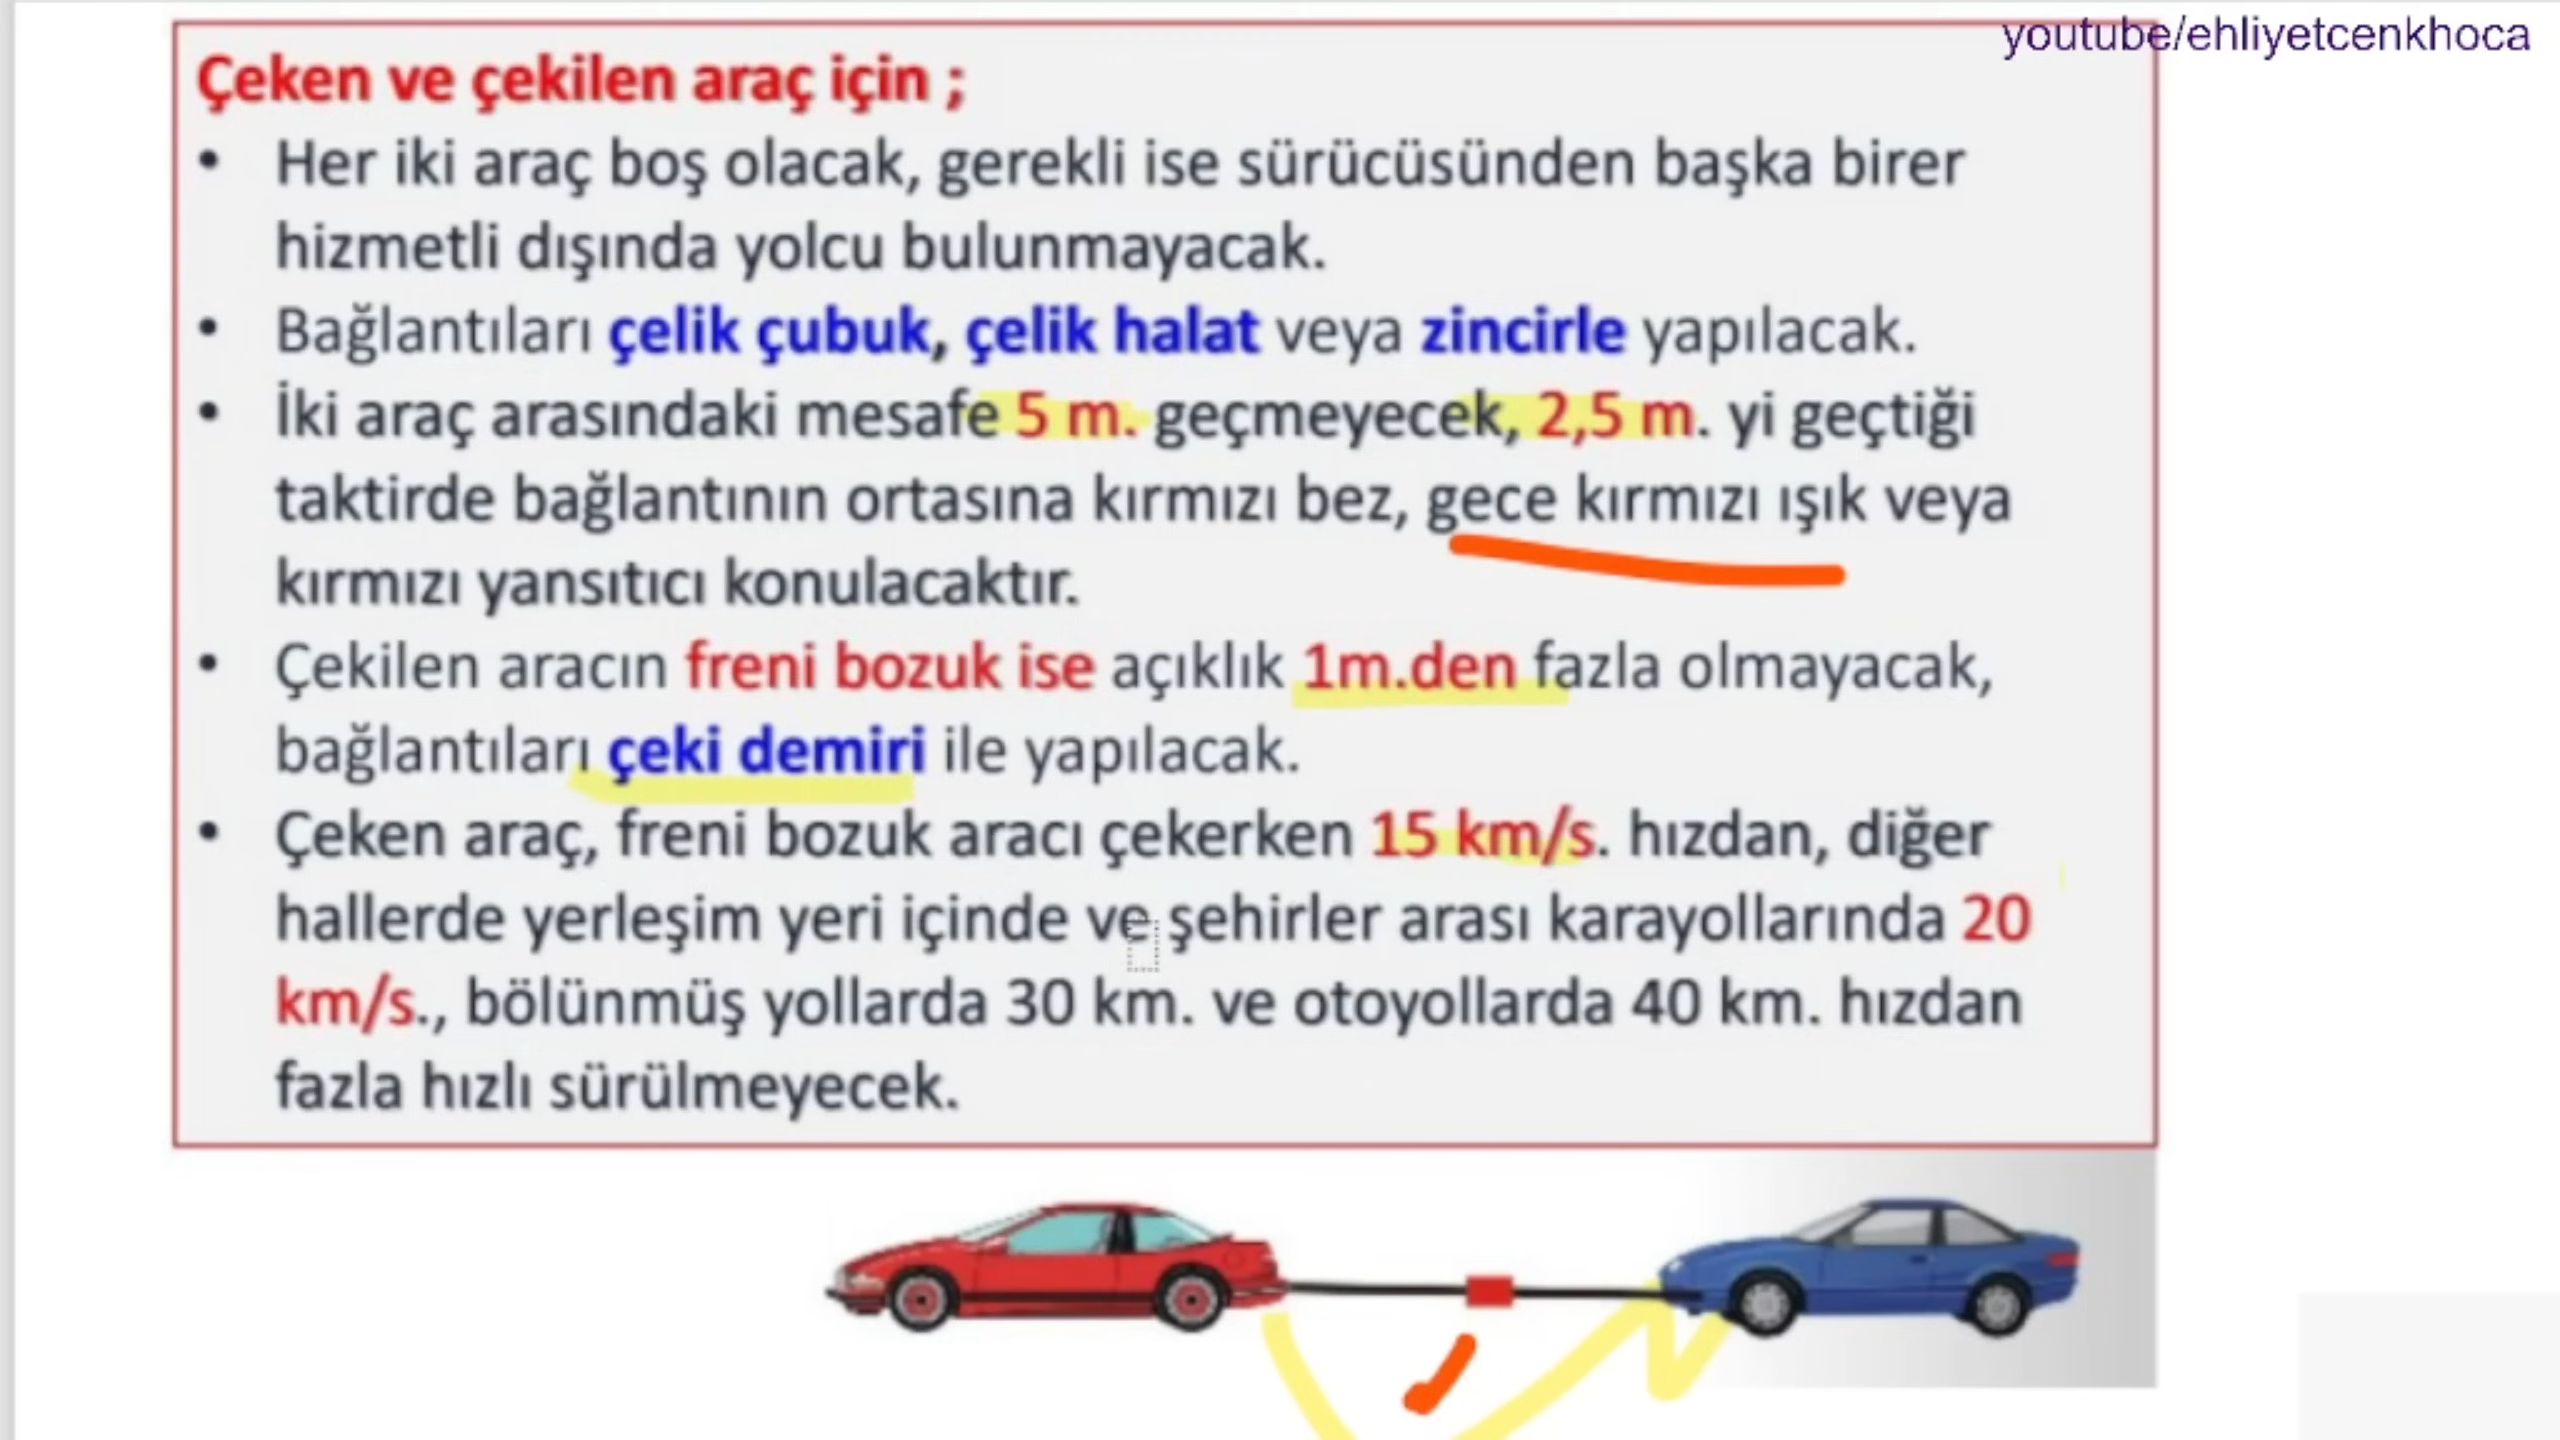 youtube/ehliyetcenkhoca
Çeken ve çekilen araç için ;
• Her iki araç boş olacak, gerekli ise sürücüsünden başka birer
hizmetli dışında yolcu bulunmayacak.
• Bağlantıları çelik çubuk, çelik halat veya zincirle yapılacak.
• İki araç arasındaki mesafe 5 m. geçmeyecek, 2,5 m. yi geçtiği
taktirde bağlantının ortasına kırmızı bez, gece kırmızı ışık veya
kırmızı yansıtıcı konulacaktır.
• Çekilen aracın freni bozuk ise açıklık 1m.den fazla olmayacak,
bağlantıları çeki demiri ile yapılacak.
• Çeken araç, freni bozuk aracı çekerken 15 km/s. hızdan, diğer
hallerde yerleşim yeri içinde ve şehirler arası karayollarında 20
km/s., bölünmüş yollarda 30 km. ve otoyollarda 40 km. hızdan
fazla hızlı sürülmeyecek.